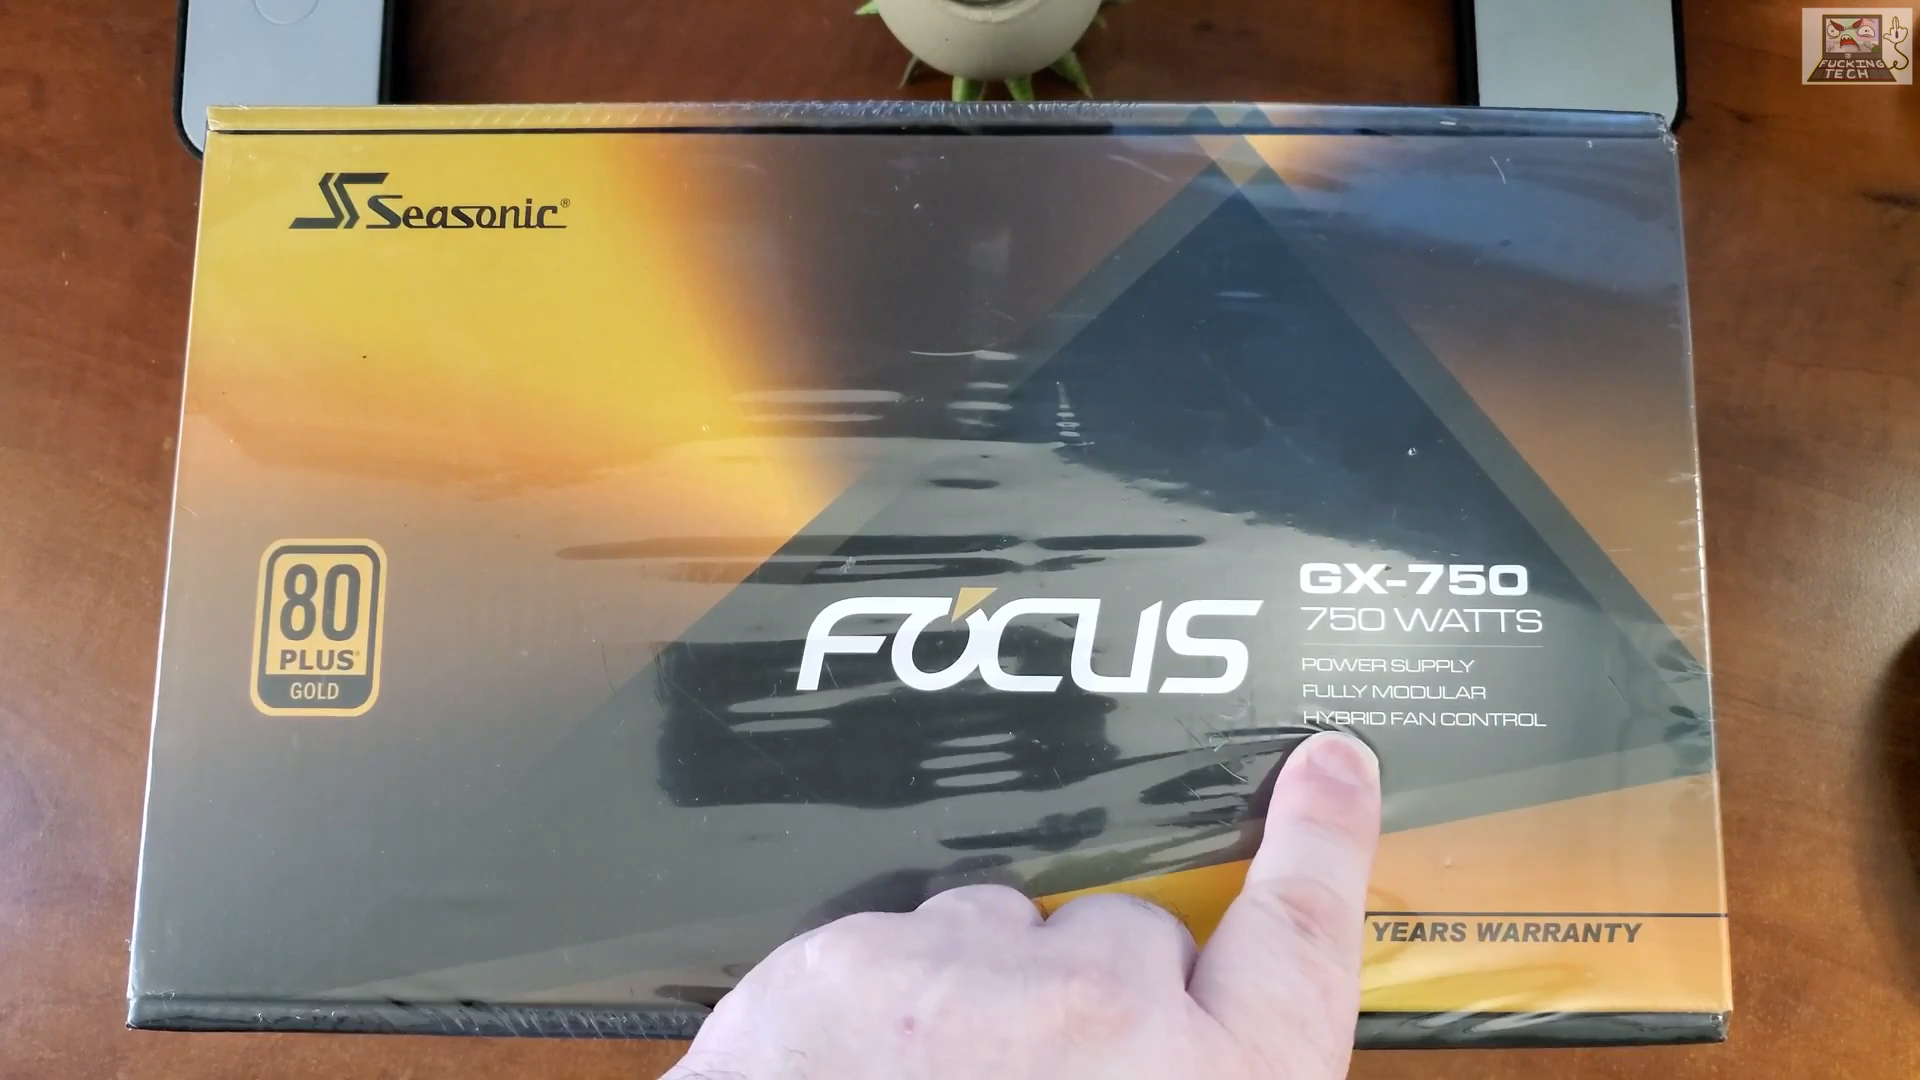 FUCKING
TECH
Seasonic®
80
PLUS®
GOLD
FOCUS
GX-750
750 WATTS
POWER SUPPLY
FULLY MODULAR
HYBRID FAN CONTROL
YEARS WARRANTY